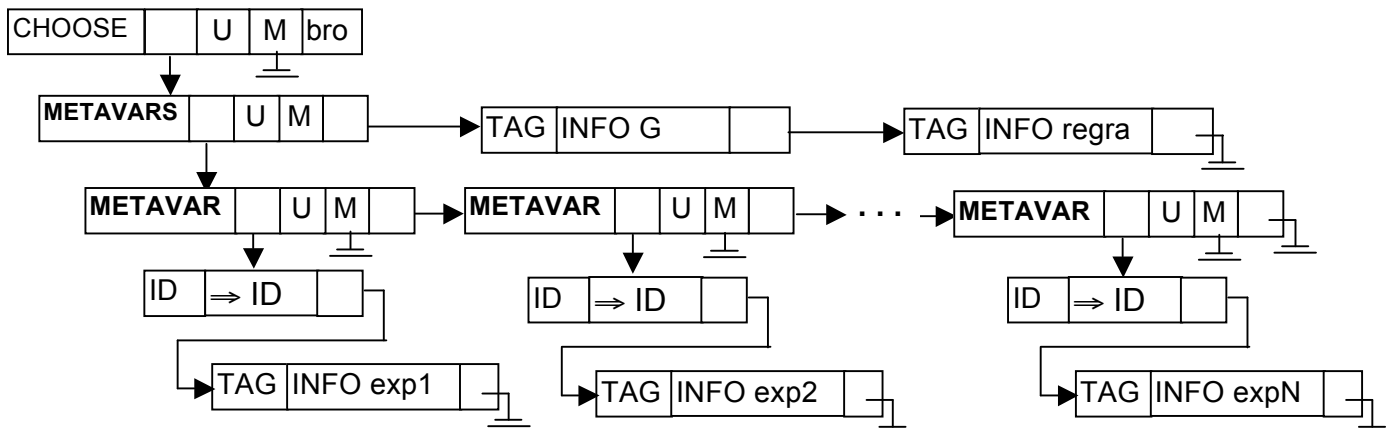 CHOOSE U M bro
METAVARS U M TAG INFO G TAG INFO regra
METAVAR U M METAVAR U M . . . METAVAR U M
ID ⇒ ID ID ⇒ ID ID ⇒ ID
TAG INFO exp1 TAG INFO exp2 TAG INFO expN